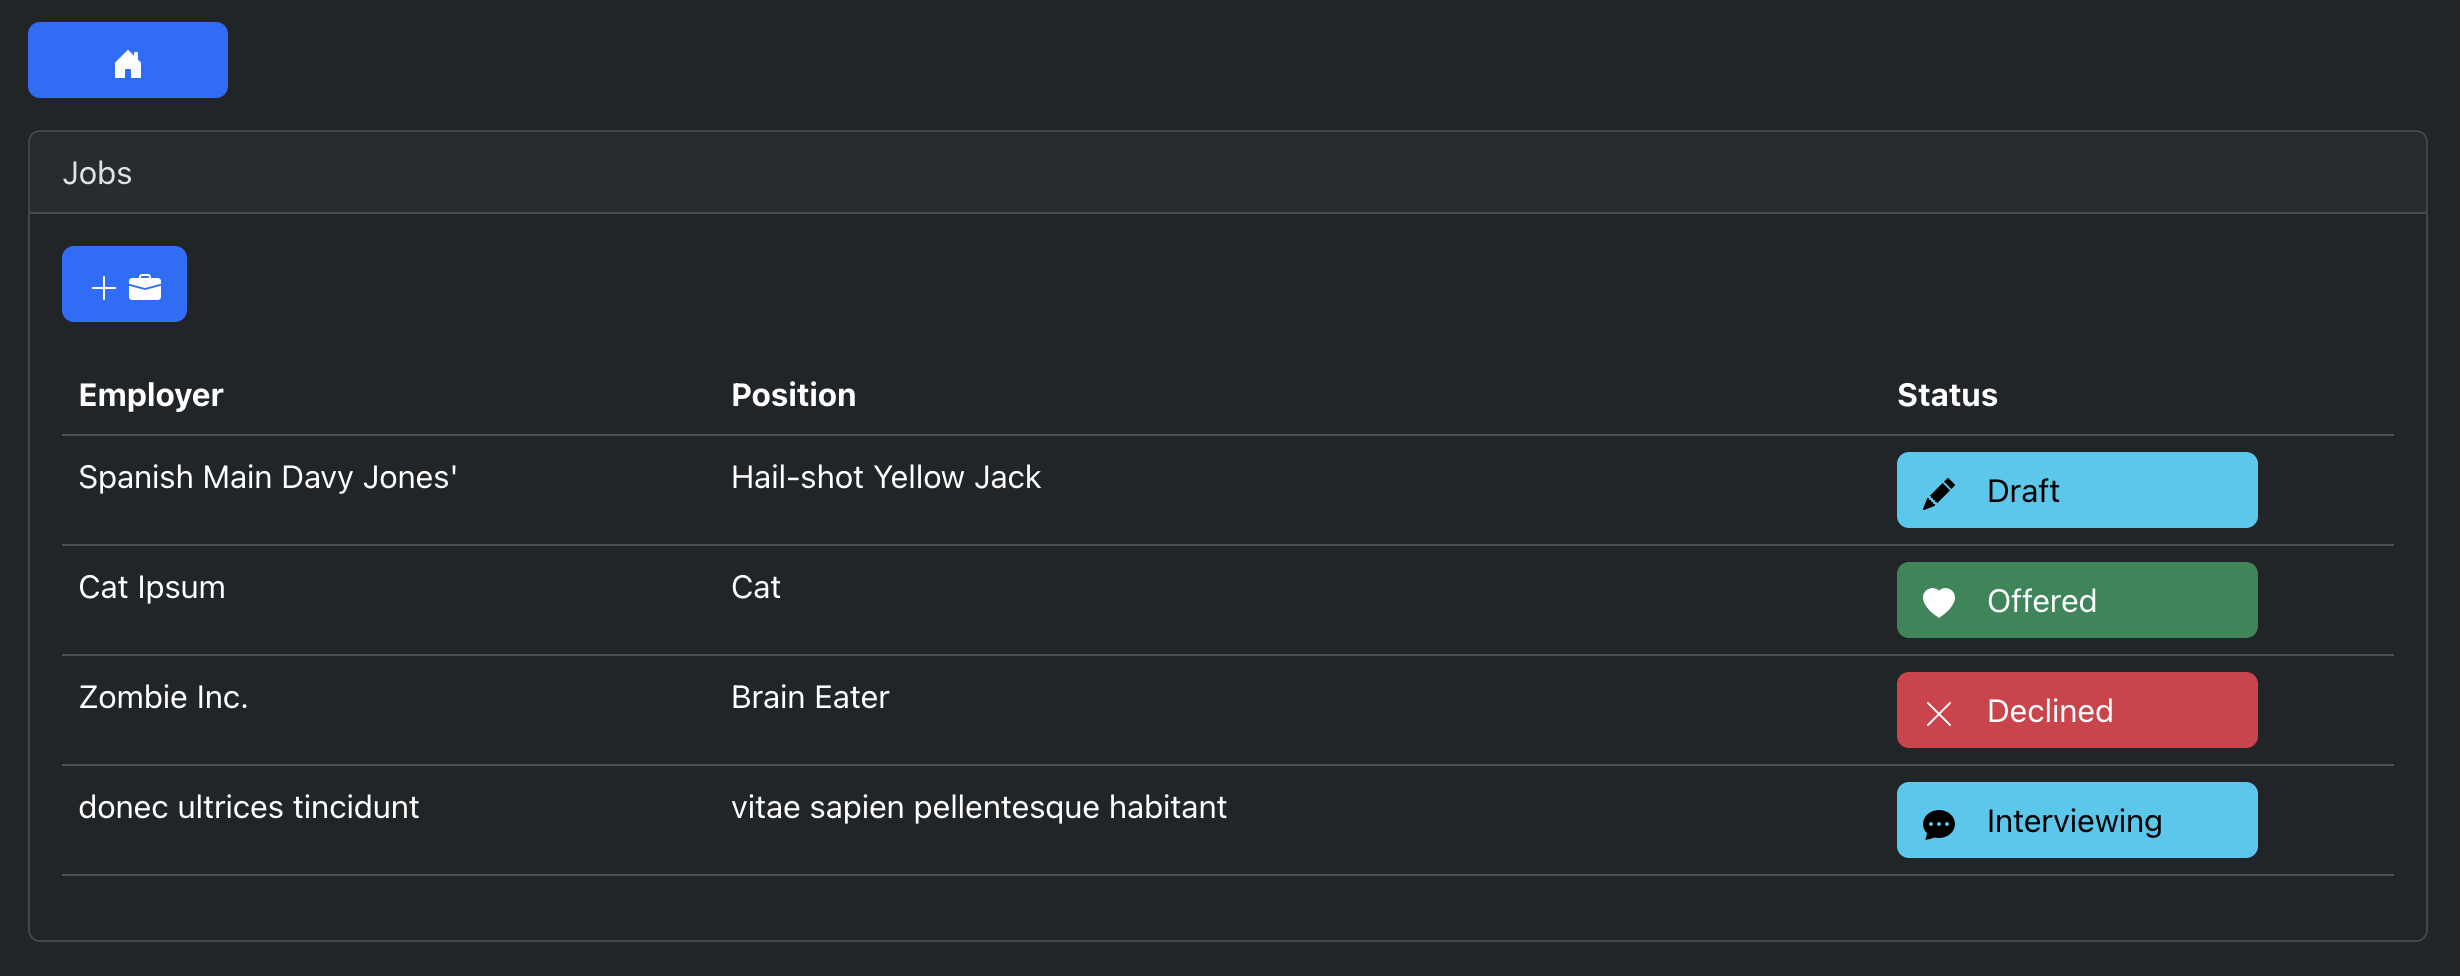 Jobs
Employer Position Status
Spanish Main Davy Jones' Hail-shot Yellow Jack Draft
Cat Ipsum Cat Offered
Zombie Inc. Brain Eater Declined
donec ultrices tincidunt vitae sapien pellentesque habitant Interviewing